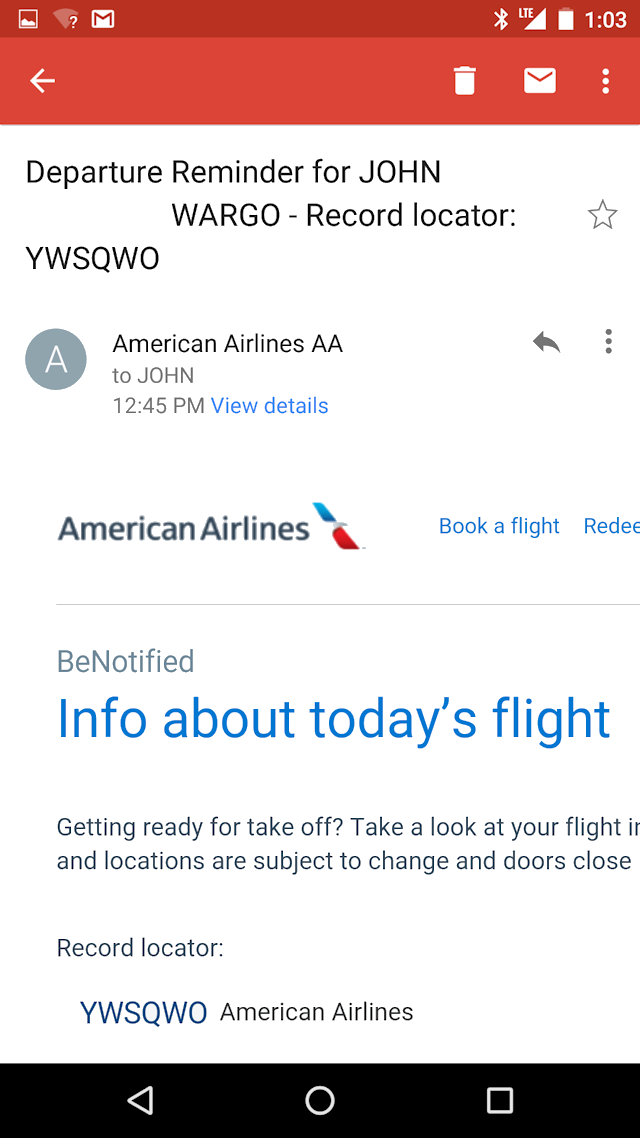 LTE 1:03
Departure Reminder for JOHN
WARGO - Record locator:
YWSQWO
A
American Airlines AA
to JOHN
12:45 PM View details
American Airlines
Book a flight Redee
BeNotified
Info about today’s flight
Getting ready for take off? Take a look at your flight in
and locations are subject to change and doors close
Record locator:
YWSQWO American Airlines